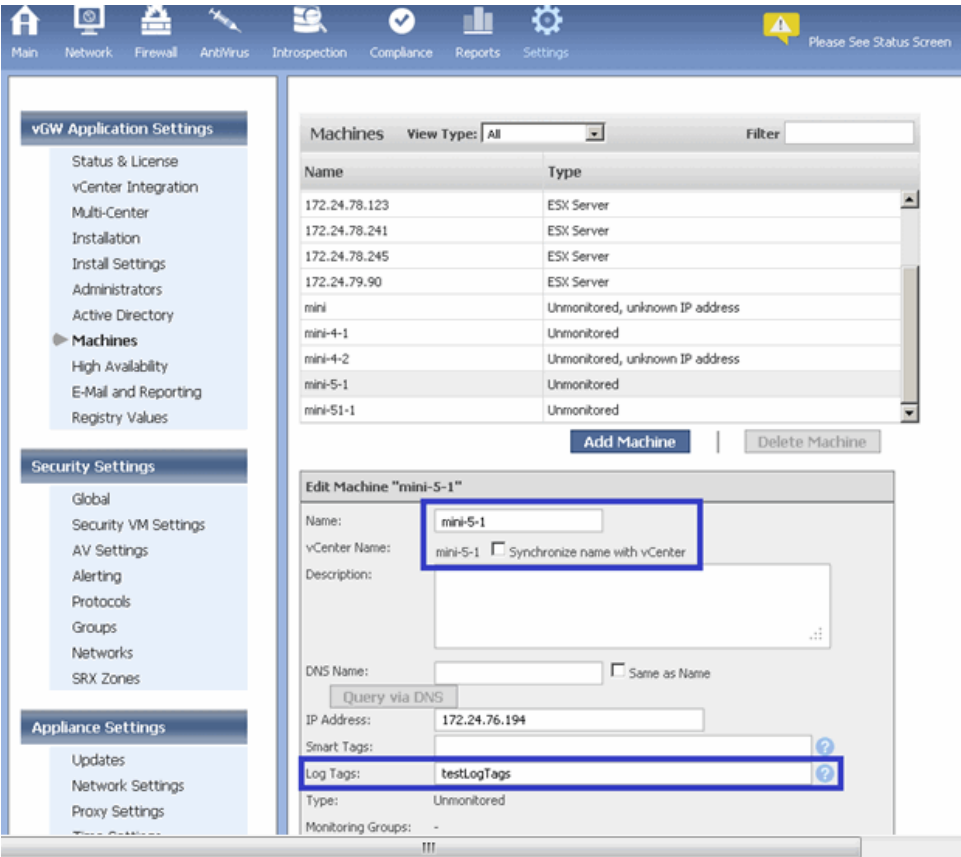 Main Network Firewall AntiVirus Introspection Compliance Reports Settings Please See Status Screen
vGW Application Settings
Status & License
vCenter Integration
Multi-Center
Installation
Install Settings
Administrators
Active Directory
Machines
High Availability
E-Mail and Reporting
Registry Values
Security Settings
Global
Security VM Settings
AV Settings
Alerting
Protocols
Groups
Networks
SRX Zones
Appliance Settings
Updates
Network Settings
Proxy Settings
Time Settings
Machines View Type: All Filter
Name Type
172.24.78.123 ESX Server
172.24.78.241 ESX Server
172.24.78.245 ESX Server
172.24.79.90 ESX Server
mini Unmonitored, unknown IP address
mini-4-1 Unmonitored
mini-4-2 Unmonitored, unknown IP address
mini-5-1 Unmonitored
mini-51-1 Unmonitored
Add Machine | Delete Machine
Edit Machine "mini-5-1"
Name: mini-5-1
vCenter Name: mini-5-1 Synchronize name with vCenter
Description:
DNS Name: Same as Name
Query via DNS
IP Address: 172.24.76.194
Smart Tags: ?
Log Tags: testLogTags ?
Type: Unmonitored
Monitoring Groups: -